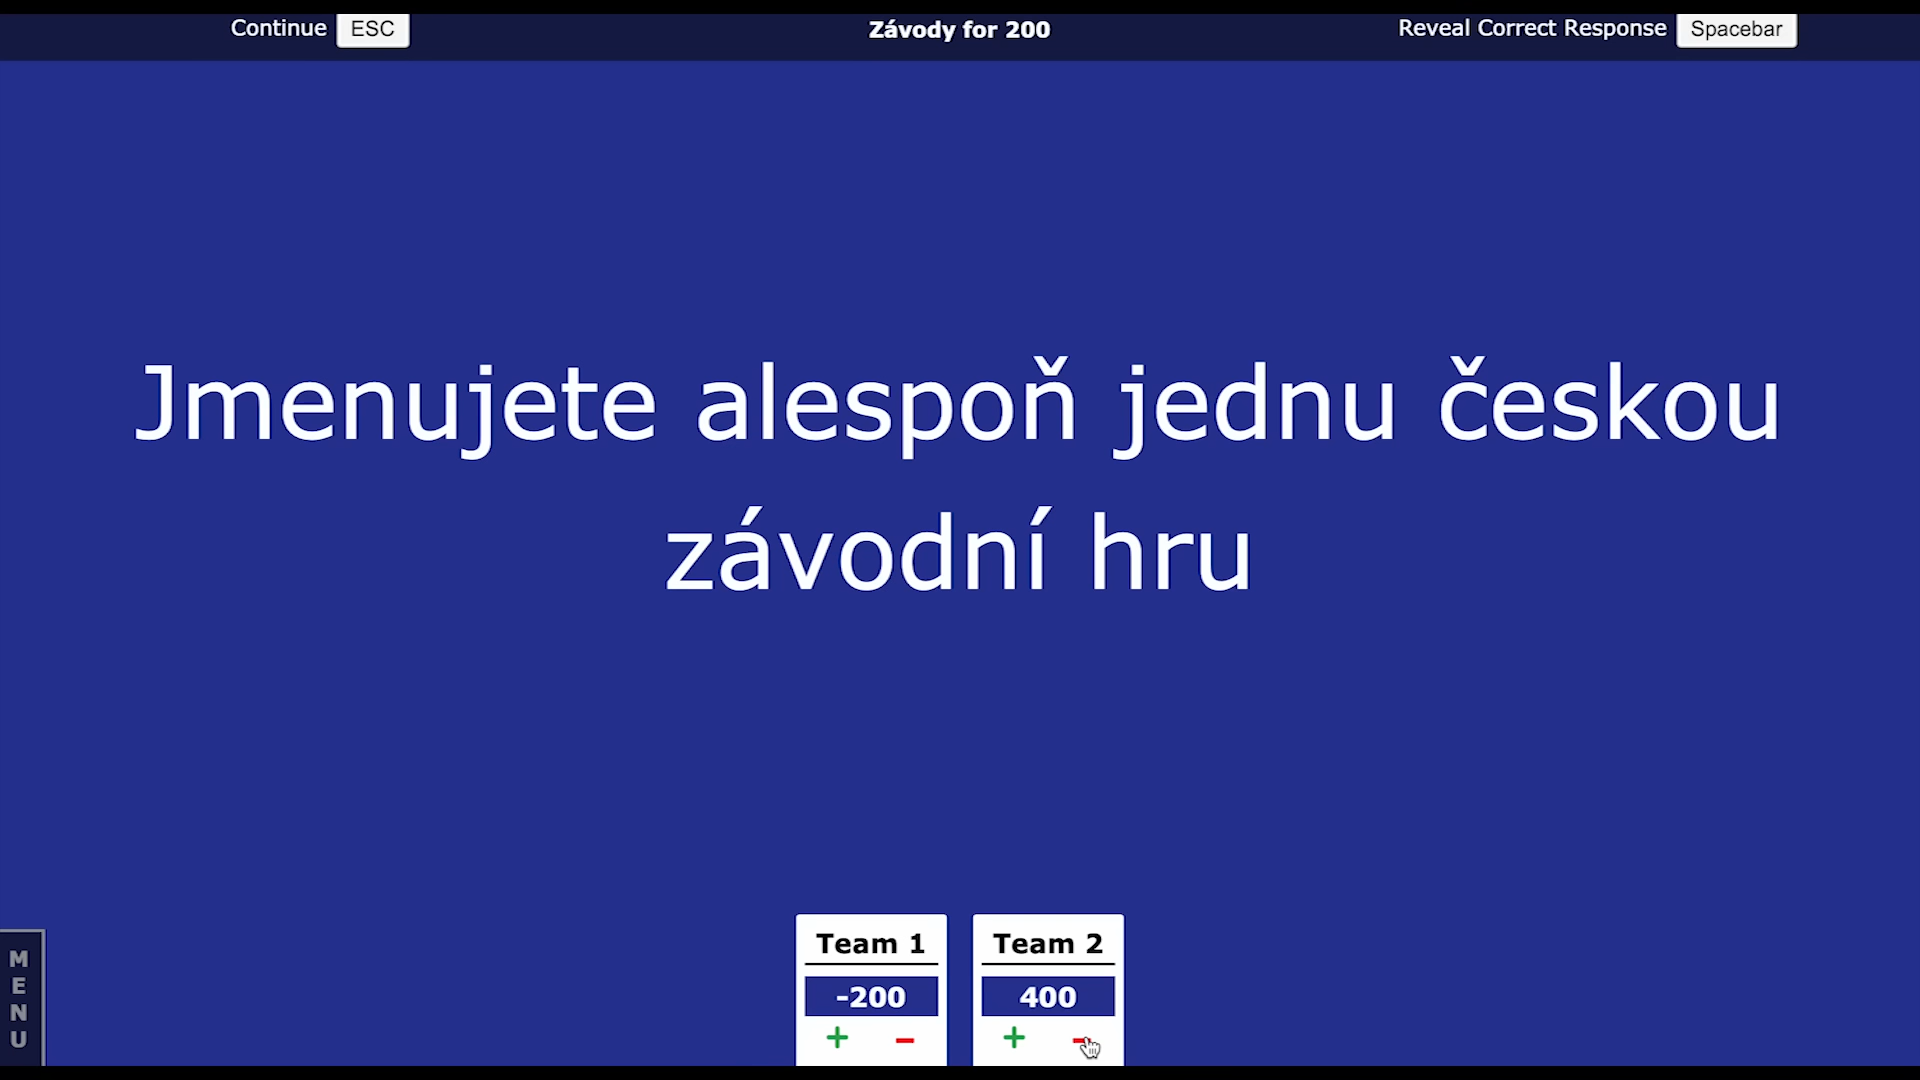 Continue ESC
Závody for 200
Reveal Correct Response Spacebar
Jmenujete alespoň jednu českou
závodní hru
MENU
Team 1
-200
+ -
Team 2
400
+ -